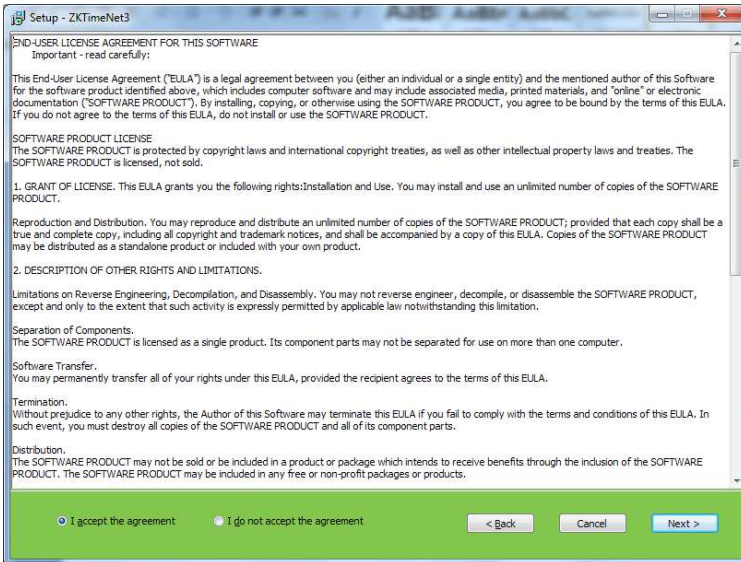 Setup - ZKTimeNet3
END-USER LICENSE AGREEMENT FOR THIS SOFTWARE
Important - read carefully:
This End-User License Agreement ("EULA") is a legal agreement between you (either an individual or a single entity) and the mentioned author of this Software
for the software product identified above, which includes computer software and may include associated media, printed materials, and "online" or electronic
documentation ("SOFTWARE PRODUCT"). By installing, copying, or otherwise using the SOFTWARE PRODUCT, you agree to be bound by the terms of this EULA.
If you do not agree to the terms of this EULA, do not install or use the SOFTWARE PRODUCT.
SOFTWARE PRODUCT LICENSE
The SOFTWARE PRODUCT is protected by copyright laws and international copyright treaties, as well as other intellectual property laws and treaties. The
SOFTWARE PRODUCT is licensed, not sold.
1. GRANT OF LICENSE. This EULA grants you the following rights:Installation and Use. You may install and use an unlimited number of copies of the SOFTWARE
PRODUCT.
Reproduction and Distribution. You may reproduce and distribute an unlimited number of copies of the SOFTWARE PRODUCT; provided that each copy shall be a
true and complete copy, including all copyright and trademark notices, and shall be accompanied by a copy of this EULA. Copies of the SOFTWARE PRODUCT
may be distributed as a standalone product or included with your own product.
2. DESCRIPTION OF OTHER RIGHTS AND LIMITATIONS.
Limitations on Reverse Engineering, Decompilation, and Disassembly. You may not reverse engineer, decompile, or disassemble the SOFTWARE PRODUCT,
except and only to the extent that such activity is expressly permitted by applicable law notwithstanding this limitation.
Separation of Components.
The SOFTWARE PRODUCT is licensed as a single product. Its component parts may not be separated for use on more than one computer.
Software Transfer.
You may permanently transfer all of your rights under this EULA, provided the recipient agrees to the terms of this EULA.
Termination.
Without prejudice to any other rights, the Author of this Software may terminate this EULA if you fail to comply with the terms and conditions of this EULA. In
such event, you must destroy all copies of the SOFTWARE PRODUCT and all of its component parts.
Distribution.
The SOFTWARE PRODUCT may not be sold or be included in a product or package which intends to receive benefits through the inclusion of the SOFTWARE
PRODUCT. The SOFTWARE PRODUCT may be included in any free or non-profit packages or products.
I accept the agreement I do not accept the agreement < Back Cancel Next >